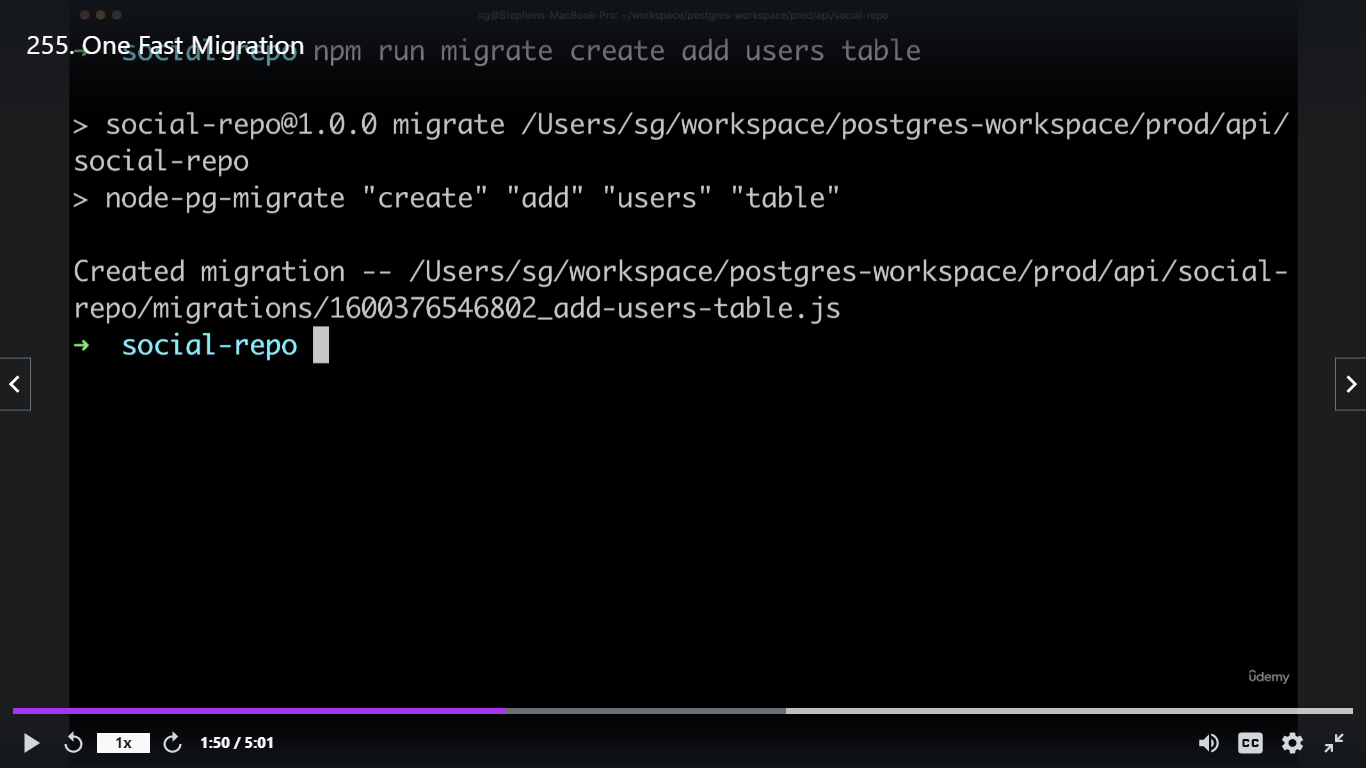 sg@Stephens-MacBook-Pro: ~/workspace/postgres-workspace/prod/api/social-repo
255. One Fast Migration
➜ social-repo npm run migrate create add users table
> social-repo@1.0.0 migrate /Users/sg/workspace/postgres-workspace/prod/api/
social-repo
> node-pg-migrate "create" "add" "users" "table"
Created migration -- /Users/sg/workspace/postgres-workspace/prod/api/social-
repo/migrations/1600376546802_add-users-table.js
➜ social-repo
ûdemy
1x
1:50 / 5:01
CC